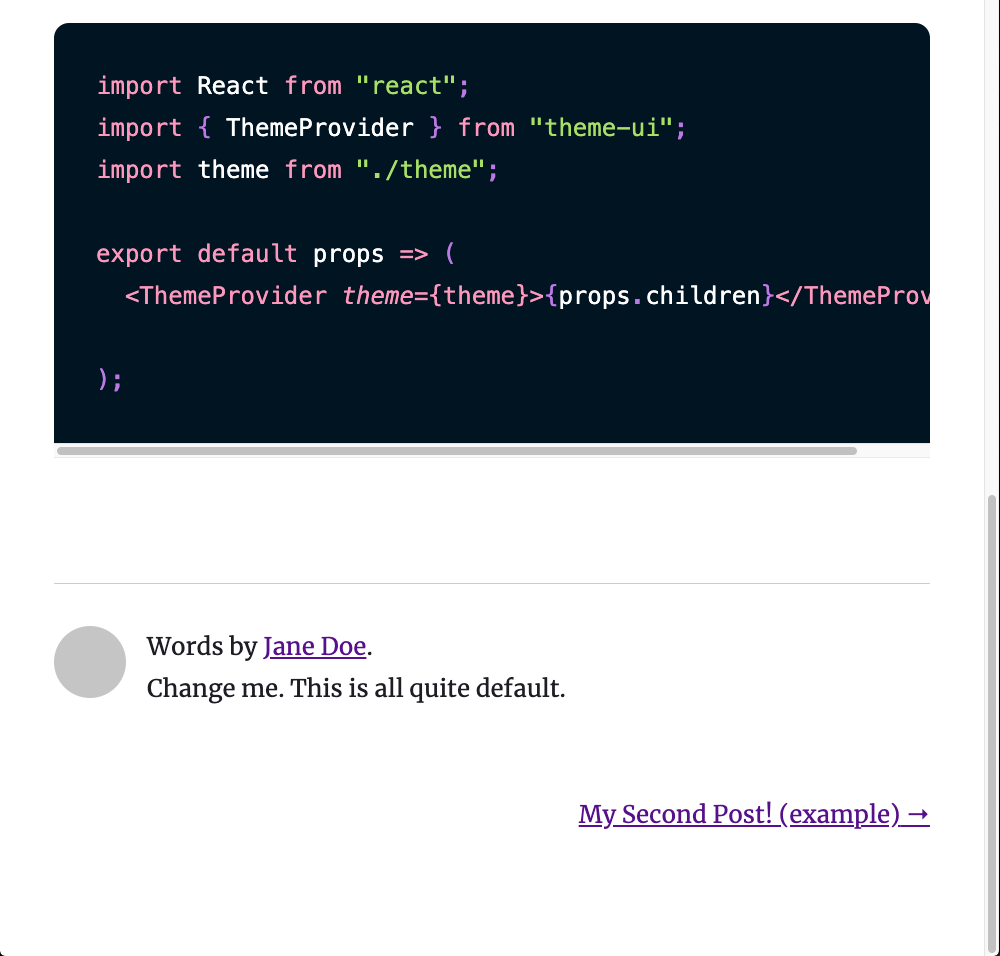 import React from "react";
import { ThemeProvider } from "theme-ui";
import theme from "./theme";
export default props => (
  <ThemeProvider theme={theme}>{props.children}</ThemeProv
);
Words by Jane Doe.
Change me. This is all quite default.
My Second Post! (example) →